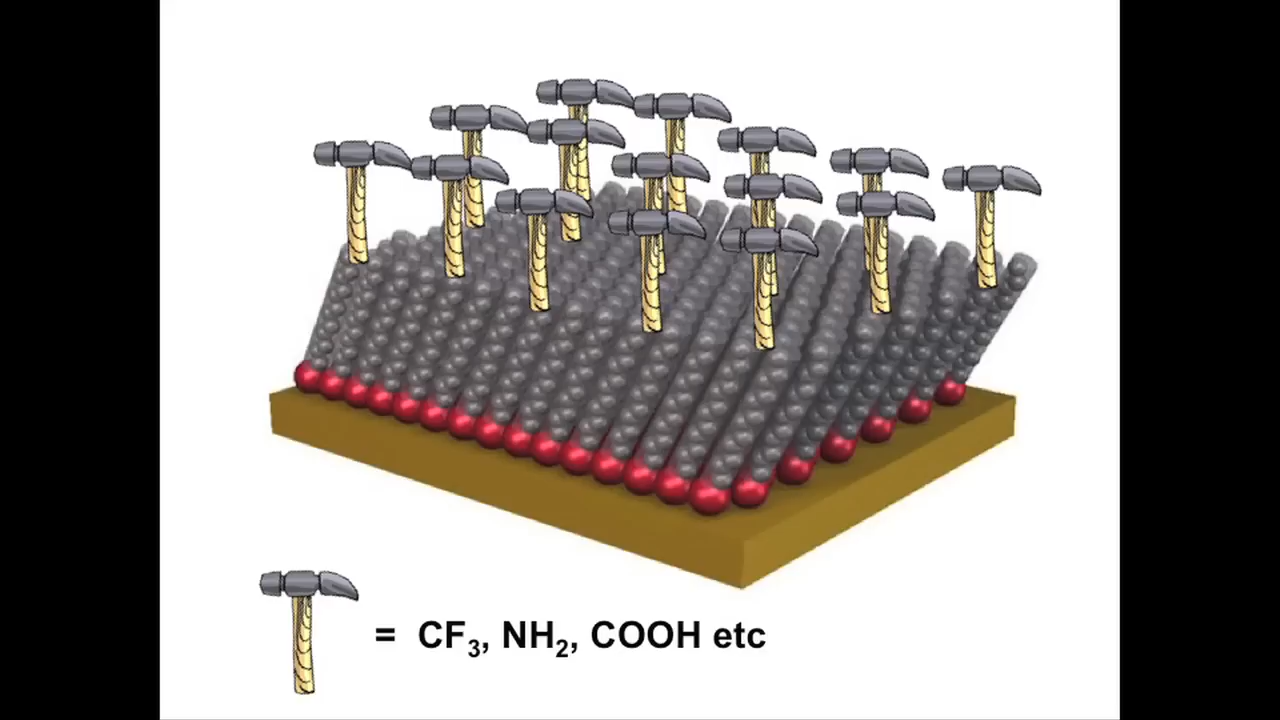 = CF₃, NH₂, COOH etc